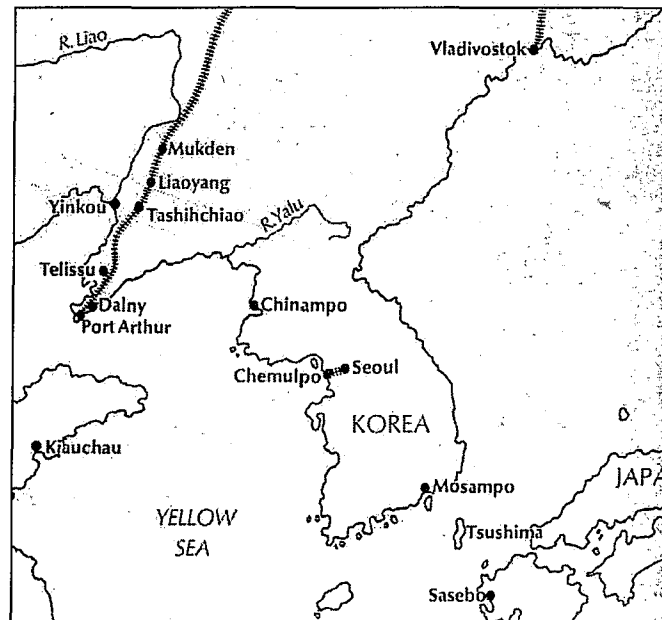 R. Liao
Vladivostok
Mukden
Liaoyang
Yinkou
Tashihchiao
R. Yalu
Telissu
Dalny
Port Arthur
Chinampo
Chemulpo
Seoul
KOREA
Kiauchau
Mosampo
JAPA
YELLOW
SEA
Tsushima
Sasebo